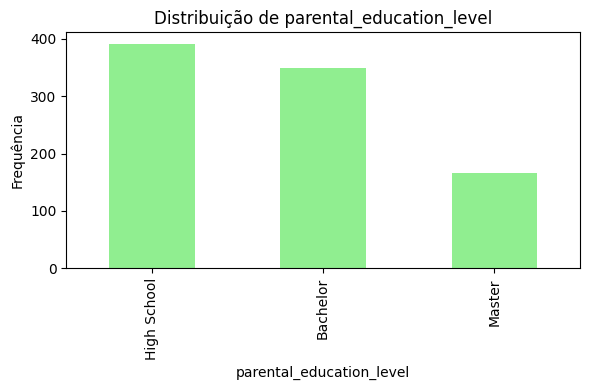 Distribuição de parental_education_level
Frequência
400
300
200
100
0
High School
Bachelor
Master
parental_education_level